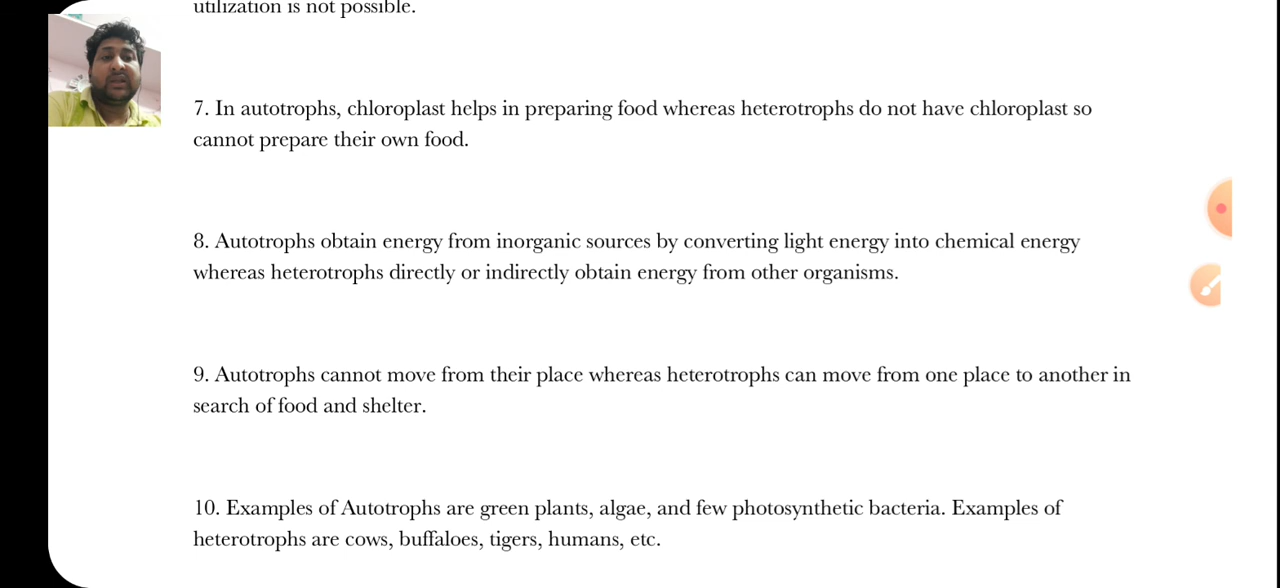 utilization is not possible.
7. In autotrophs, chloroplast helps in preparing food whereas heterotrophs do not have chloroplast so
cannot prepare their own food.
8. Autotrophs obtain energy from inorganic sources by converting light energy into chemical energy
whereas heterotrophs directly or indirectly obtain energy from other organisms.
9. Autotrophs cannot move from their place whereas heterotrophs can move from one place to another in
search of food and shelter.
10. Examples of Autotrophs are green plants, algae, and few photosynthetic bacteria. Examples of
heterotrophs are cows, buffaloes, tigers, humans, etc.